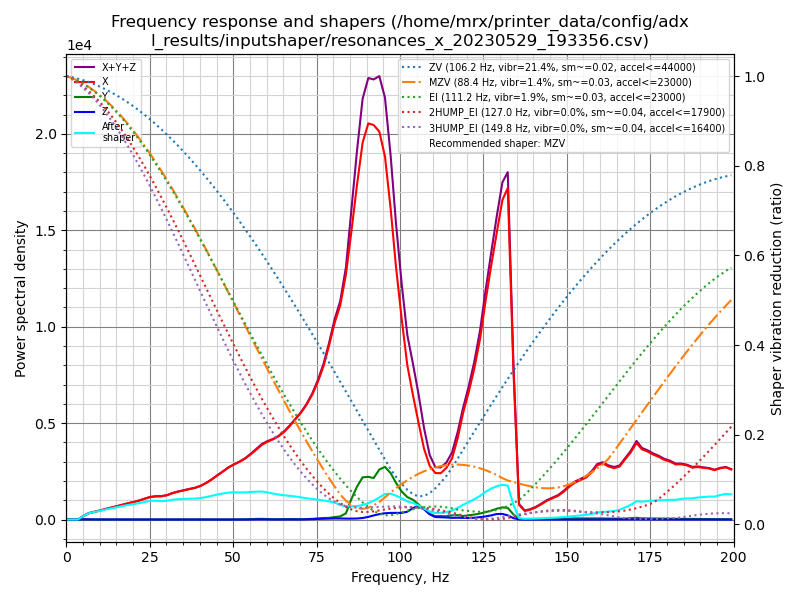 Frequency response and shapers (/home/mrx/printer_data/config/adx
l_results/inputshaper/resonances_x_20230529_193356.csv)
1e4
X+Y+Z
X
Y
Z
After
shaper
ZV (106.2 Hz, vibr=21.4%, sm~=0.02, accel<=44000)
MZV (88.4 Hz, vibr=1.4%, sm~=0.03, accel<=23000)
EI (111.2 Hz, vibr=1.9%, sm~=0.03, accel<=23000)
2HUMP_EI (127.0 Hz, vibr=0.0%, sm~=0.04, accel<=17900)
3HUMP_EI (149.8 Hz, vibr=0.0%, sm~=0.04, accel<=16400)
Recommended shaper: MZV
Power spectral density
2.0
1.5
1.0
0.5
0.0
1.0
0.8
0.6
0.4
0.2
0.0
Shaper vibration reduction (ratio)
0 25 50 75 100 125 150 175 200
Frequency, Hz